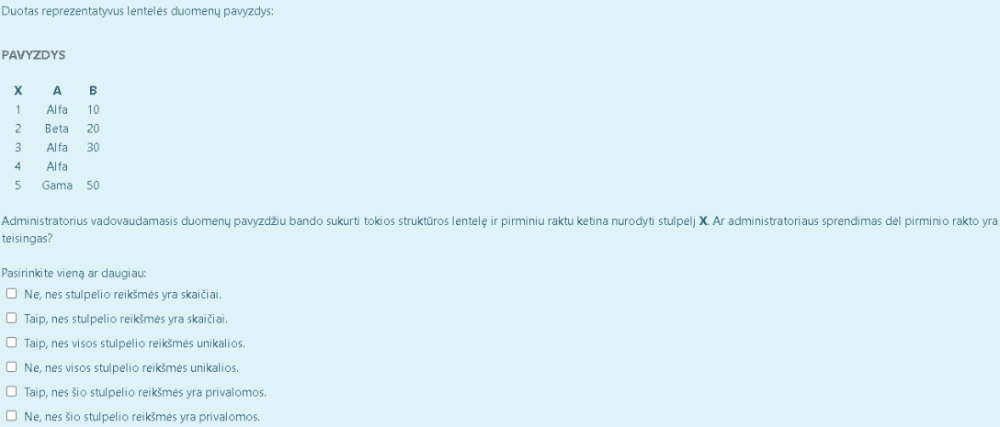 Duotas reprezentatyvus lentelės duomenų pavyzdys:
PAVYZDYS
X A B
1 Alfa 10
2 Beta 20
3 Alfa 30
4 Alfa
5 Gama 50
Administratorius vadovaudamasis duomenų pavyzdžiu bando sukurti tokios struktūros lentelę ir pirminiu raktu ketina nurodyti stulpelį X. Ar administratoriaus sprendimas dėl pirminio rakto yra
teisingas?
Pasirinkite vieną ar daugiau:
Ne, nes stulpelio reikšmės yra skaičiai.
Taip, nes stulpelio reikšmės yra skaičiai.
Taip, nes visos stulpelio reikšmės unikalios.
Ne, nes visos stulpelio reikšmės unikalios.
Taip, nes šio stulpelio reikšmės yra privalomos.
Ne, nes šio stulpelio reikšmės yra privalomos.